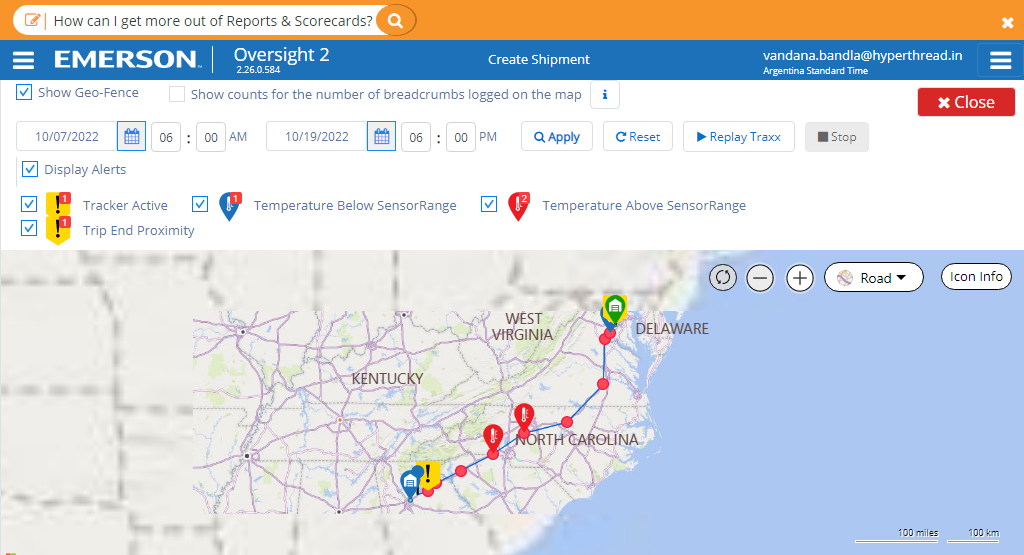 How can I get more out of Reports & Scorecards?
EMERSON. Oversight 2
2.26.0.584
Create Shipment
vandana.bandla@hyperthread.in
Argentina Standard Time
Show Geo-Fence Show counts for the number of breadcrumbs logged on the map i
Close
10/07/2022 06 : 00 AM 10/19/2022 06 : 00 PM Apply Reset Replay Traxx Stop
Display Alerts
1 Tracker Active 1 Temperature Below SensorRange 2 Temperature Above SensorRange
1 Trip End Proximity
Road Icon Info
WEST
VIRGINIA
DELAWARE
KENTUCKY
NORTH CAROLINA
100 miles 100 km